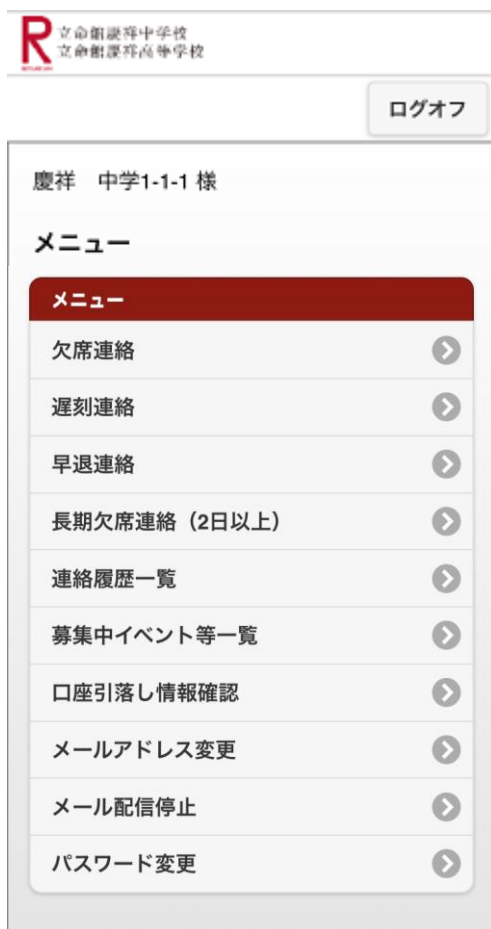 R 立命館慶祥中学校
立命館慶祥高等学校
ログオフ
慶祥　中学1-1-1 様
メニュー
メニュー
欠席連絡
遅刻連絡
早退連絡
長期欠席連絡（2日以上）
連絡履歴一覧
募集中イベント等一覧
口座引落し情報確認
メールアドレス変更
メール配信停止
パスワード変更